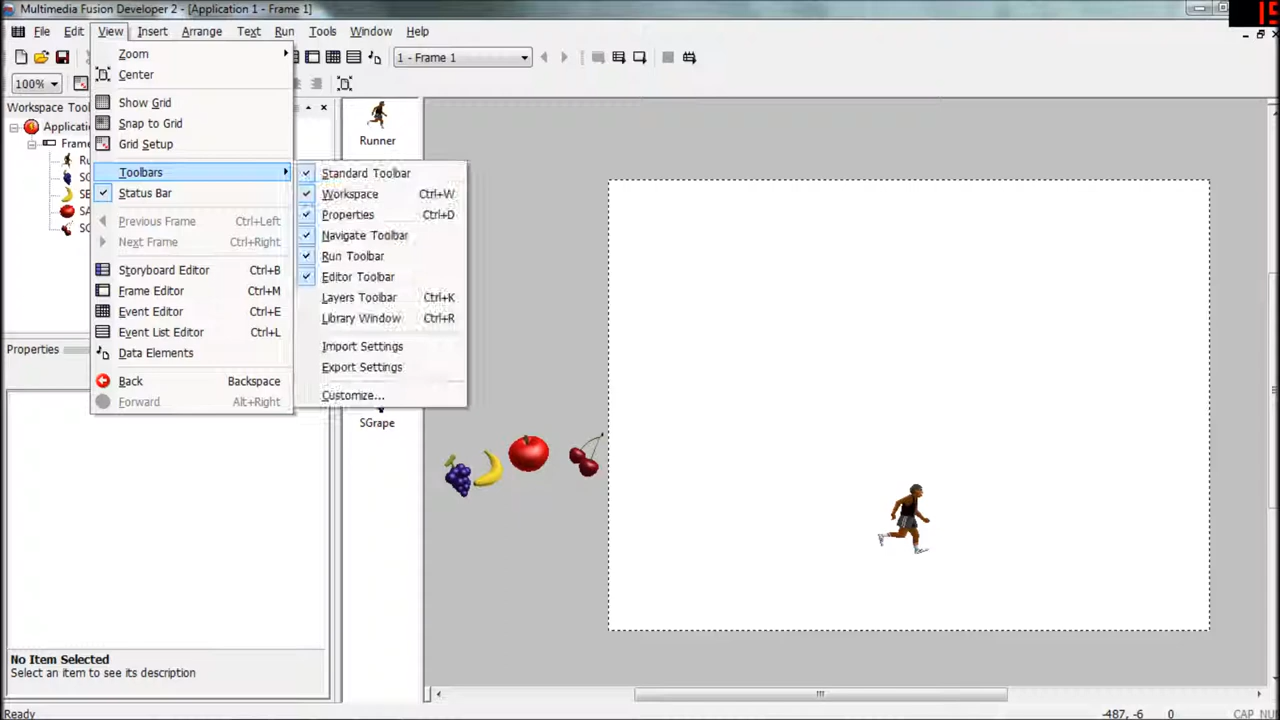 Multimedia Fusion Developer 2 - [Application 1 - Frame 1]
15
File Edit View Insert Arrange Text Run Tools Window Help
1 - Frame 1
100%
Workspace Tool
Applicati
Frame
Ru
Zoom
Center
Show Grid
Snap to Grid
Grid Setup
Toolbars
Status Bar
Previous Frame Ctrl+Left
Next Frame Ctrl+Right
Storyboard Editor Ctrl+B
Frame Editor Ctrl+M
Event Editor Ctrl+E
Event List Editor Ctrl+L
Data Elements
Back Backspace
Forward Alt+Right
Standard Toolbar
Workspace Ctrl+W
Properties Ctrl+D
Navigate Toolbar
Run Toolbar
Editor Toolbar
Layers Toolbar Ctrl+K
Library Window Ctrl+R
Import Settings
Export Settings
Customize...
Runner
SGrape
Properties
No Item Selected
Select an item to see its description
Ready
-487, -6 0
CAP NU